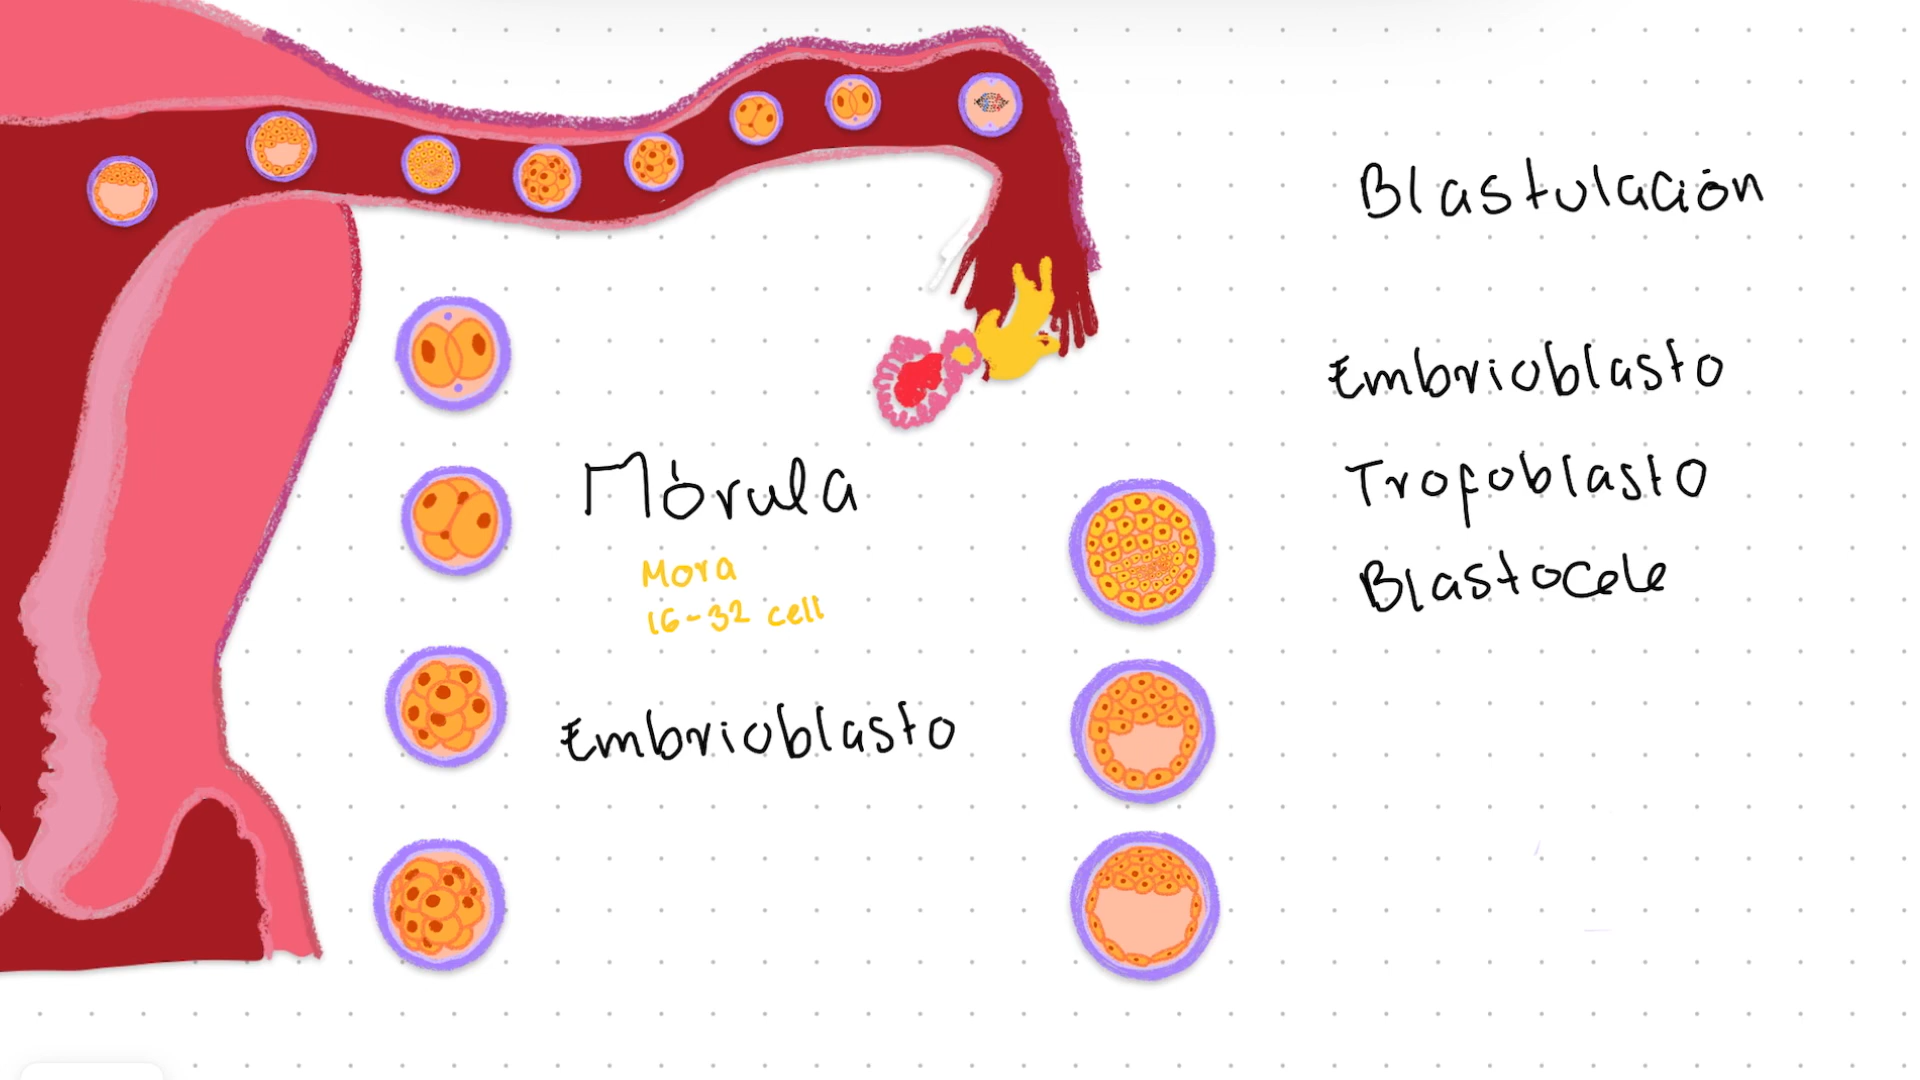 Mórula
Mora
16-32 cell
Embrioblasto
Blastulación
Embrioblasto
Trofoblasto
Blastocele